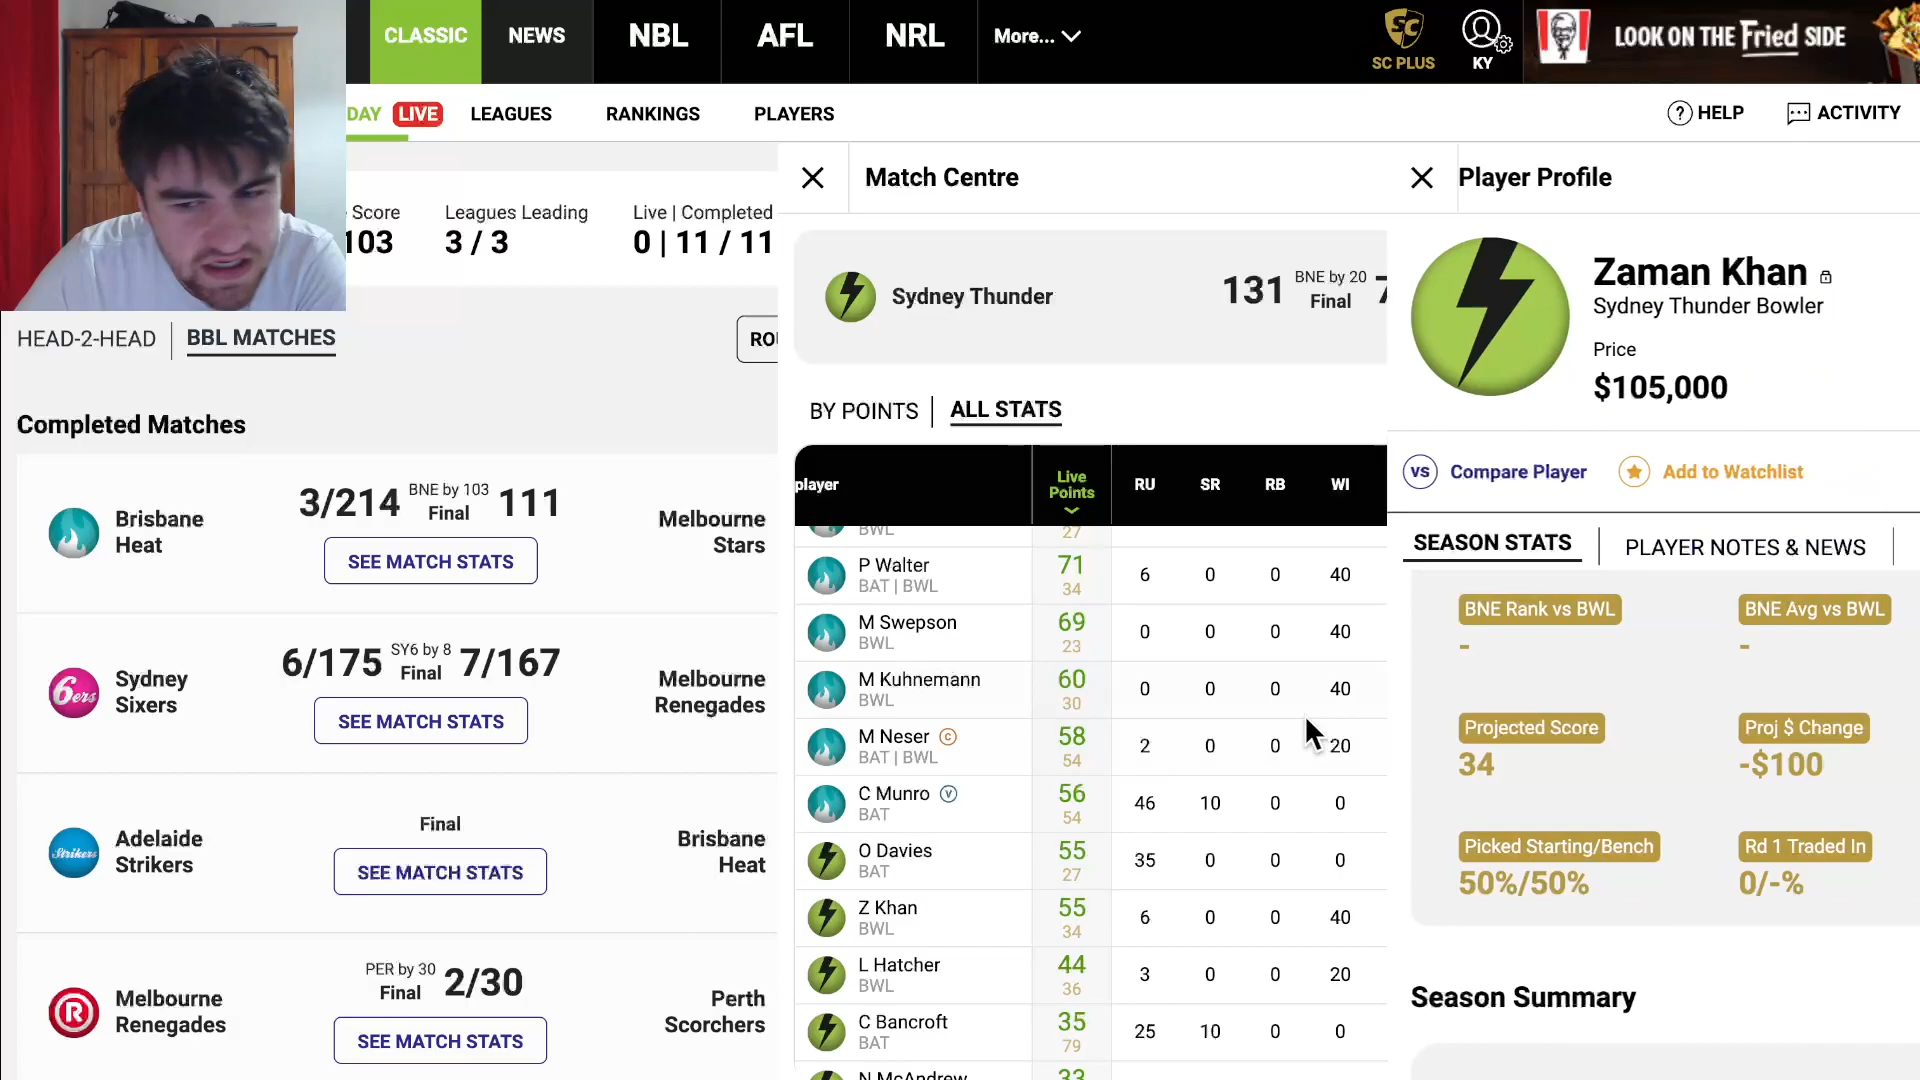 CLASSIC NEWS NBL AFL NRL More... SC PLUS KY LOOK ON THE Fried SIDE
DAY LIVE LEAGUES RANKINGS PLAYERS HELP ACTIVITY
Match Centre
Player Profile
Score Leagues Leading Live | Completed
103 3 / 3 0 | 11 / 11
Sydney Thunder 131 BNE by 20
Final
Zaman Khan
Sydney Thunder Bowler
Price
$105,000
HEAD-2-HEAD BBL MATCHES ROU
BY POINTS ALL STATS
VS Compare Player Add to Watchlist
Completed Matches
Brisbane Heat 3/214 BNE by 103 Final 111 Melbourne Stars
SEE MATCH STATS
Sydney Sixers 6/175 SY6 by 8 Final 7/167 Melbourne Renegades
6ers
SEE MATCH STATS
Adelaide Strikers Final Brisbane Heat
Strikers
SEE MATCH STATS
Melbourne Renegades PER by 30 Final 2/30 Perth Scorchers
R
SEE MATCH STATS
player Live Points RU SR RB WI
BWL 27
P Walter 71 6 0 0 40
BAT | BWL 34
M Swepson 69 0 0 0 40
BWL 23
M Kuhnemann 60 0 0 0 40
BWL 30
M Neser C 58 2 0 0 20
BAT | BWL 54
C Munro V 56 46 10 0 0
BAT 54
O Davies 55 35 0 0 0
BAT 27
Z Khan 55 6 0 0 40
BWL 34
L Hatcher 44 3 0 0 20
BWL 36
C Bancroft 35 25 10 0 0
BAT 79
N McAndrew 33
SEASON STATS PLAYER NOTES & NEWS
BNE Rank vs BWL BNE Avg vs BWL
- -
Projected Score Proj $ Change
34 -$100
Picked Starting/Bench Rd 1 Traded In
50%/50% 0/-%
Season Summary